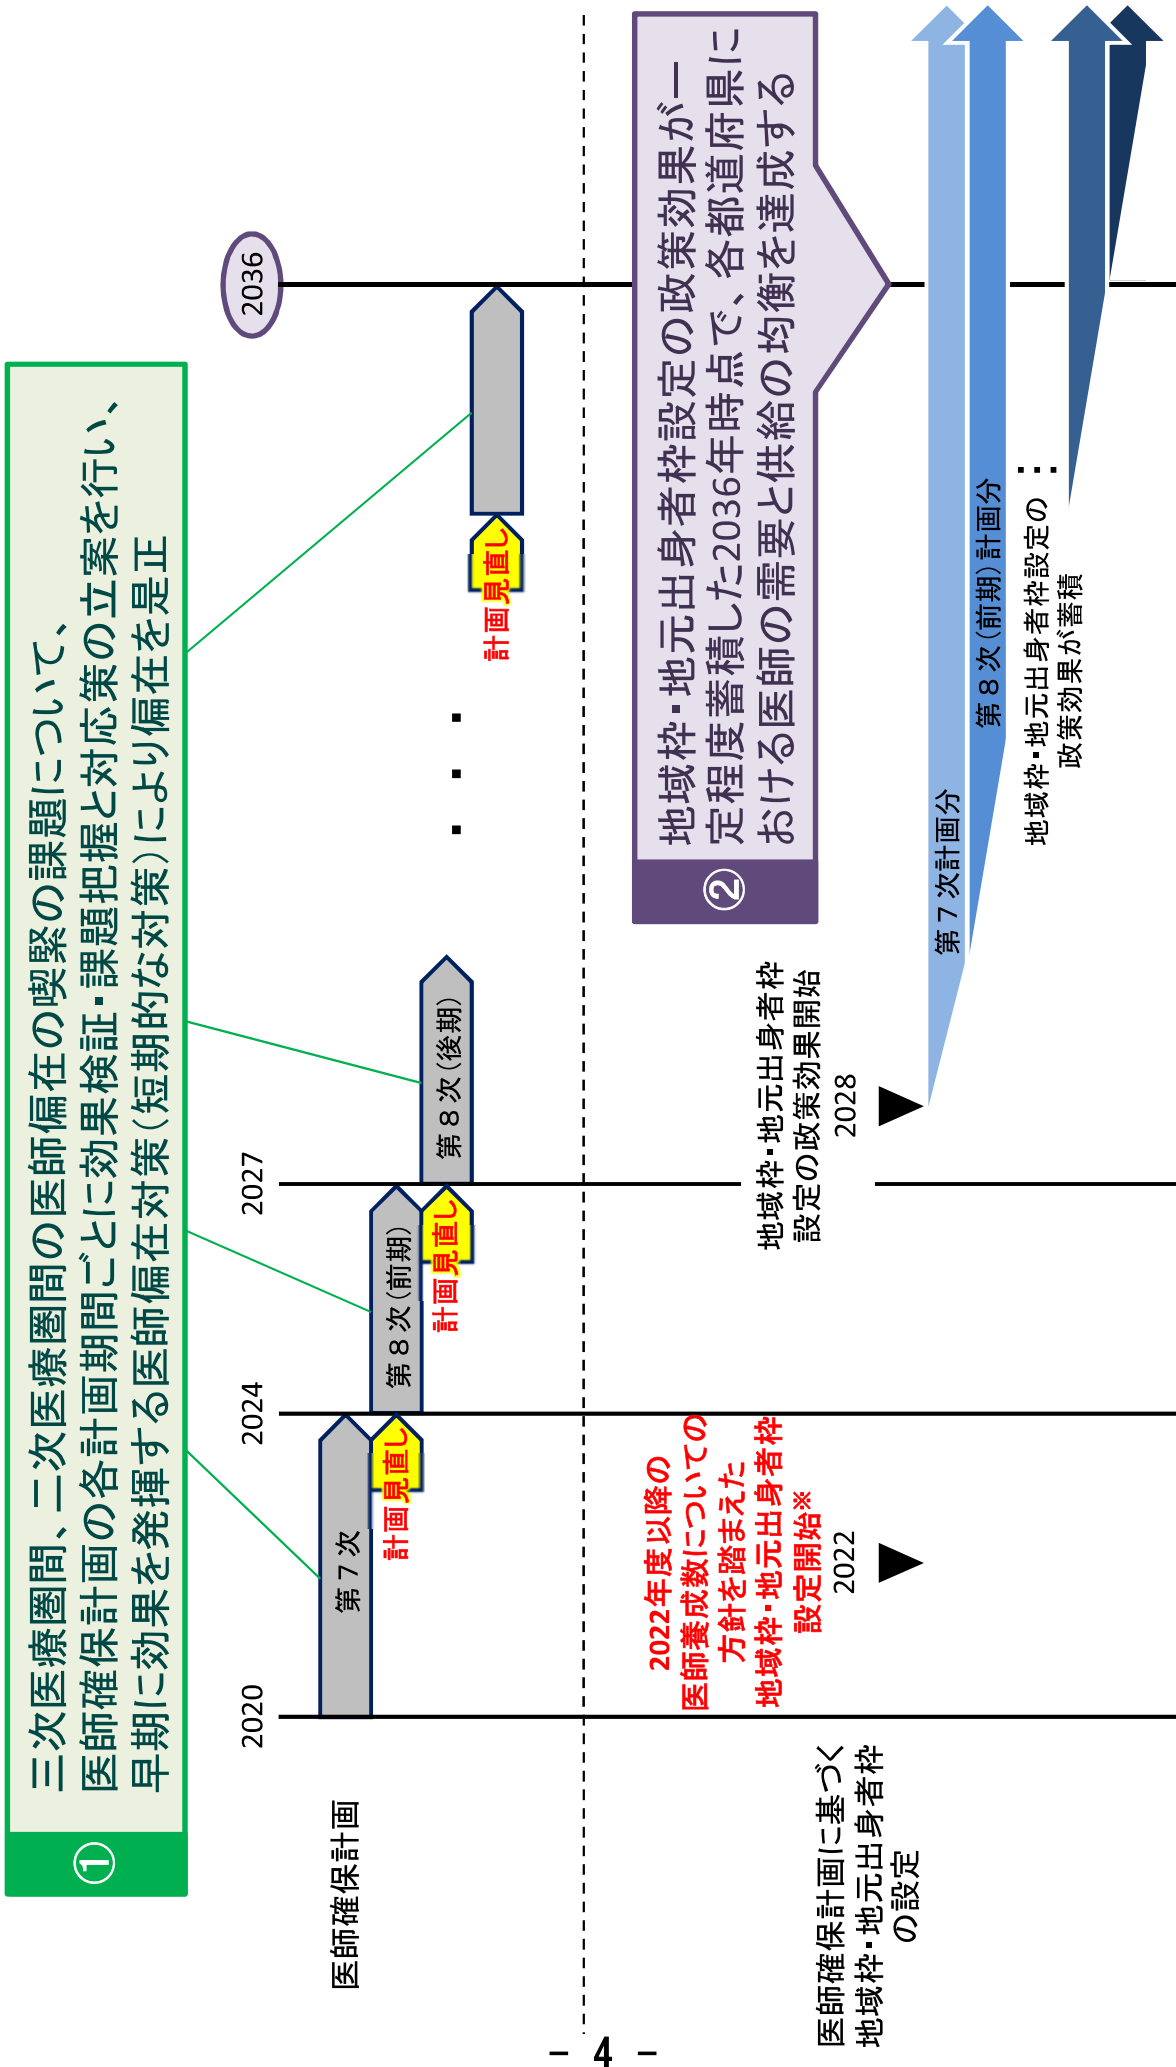 ①
三次医療圏間、二次医療圏間の医師偏在の喫緊の課題について、
医師確保計画の各計画期間ごとに効果検証・課題把握と対応策の立案を行い、
早期に効果を発揮する医師偏在対策（短期的な対策）により偏在を是正
2020
2024
2027
2036
医師確保計画
第７次
計画見直し
第８次（前期）
計画見直し
第８次（後期）
・・・
計画見直し
②
地域枠・地元出身者枠設定の政策効果が一
定程度蓄積した2036年時点で、各都道府県に
おける医師の需要と供給の均衡を達成する
2022年度以降の
医師養成数についての
方針を踏まえた
地域枠・地元出身者枠
設定開始※
2022
地域枠・地元出身者枠
設定の政策効果開始
2028
医師確保計画に基づく
地域枠・地元出身者枠
の設定
第７次計画分
第８次（前期）計画分
地域枠・地元出身者枠設定の
政策効果が蓄積
- 4 -